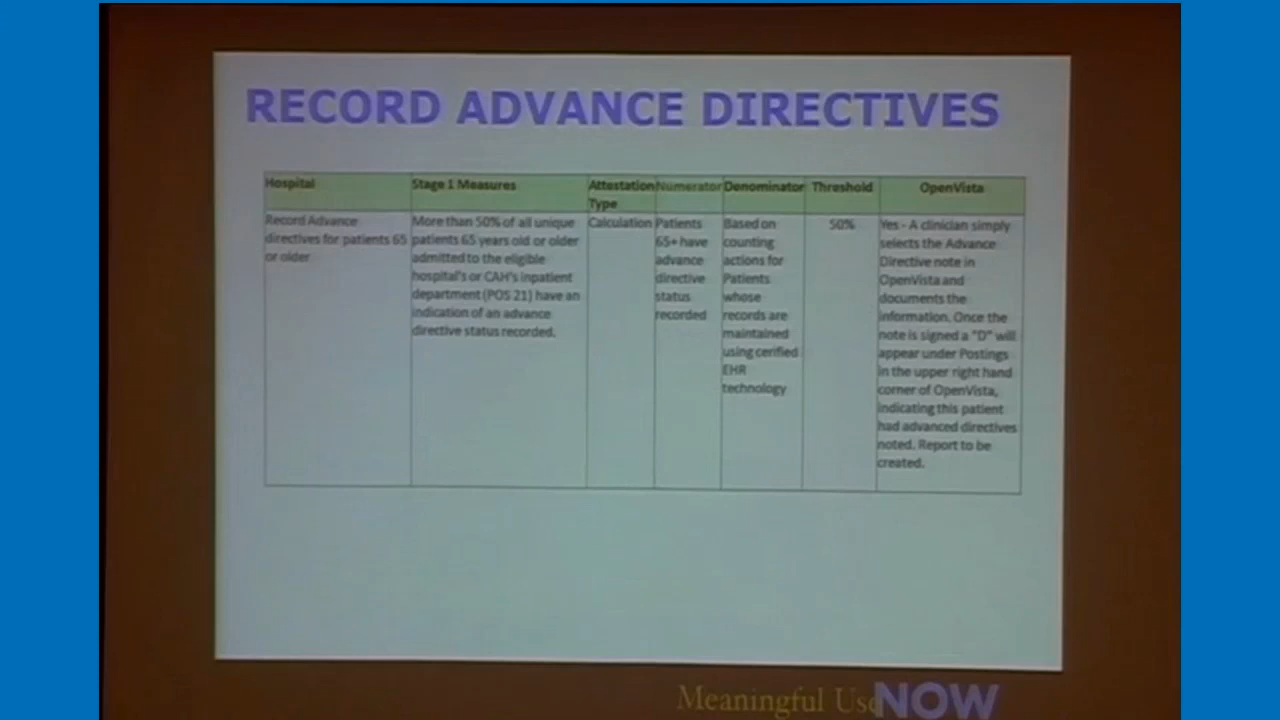 RECORD ADVANCE DIRECTIVES
Hospital
Stage 1 Measures
Attestation
Type
Numerator
Denominator
Threshold
OpenVista
Record Advance
directives for patients 65
or older
More than 50% of all unique
patients 65 years old or older
admitted to the eligible
hospital's or CAH's inpatient
department (POS 21) have an
indication of an advance
directive status recorded.
Calculation
Patients
65+ have
advance
directive
status
recorded
Based on
counting
actions for
Patients
whose
records are
maintained
using cerified
EHR
technology
50%
Yes - A clinician simply
selects the Advance
Directive note in
OpenVista and
documents the
information. Once the
note is signed a "D" will
appear under Postings
in the upper right hand
corner of OpenVista,
indicating this patient
had advanced directives
noted. Report to be
created.
Meaningful Use NOW